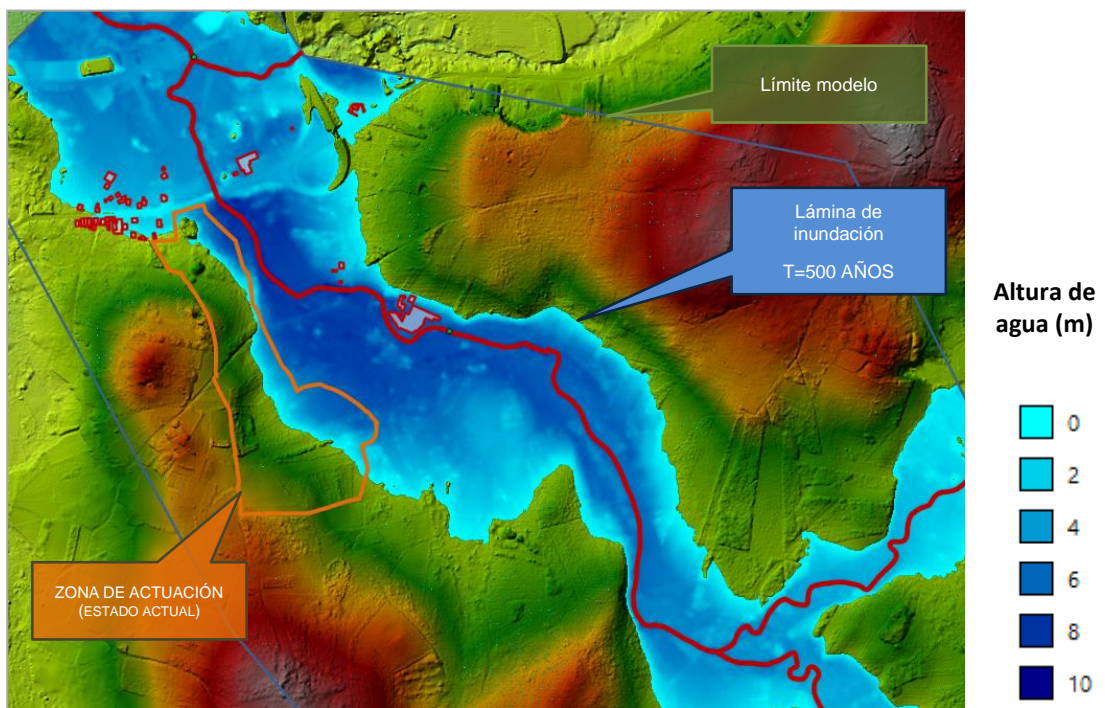 Límite modelo
Lámina de
inundación
T=500 AÑOS
Altura de
agua (m)
0
2
4
6
8
10
ZONA DE ACTUACIÓN
(ESTADO ACTUAL)